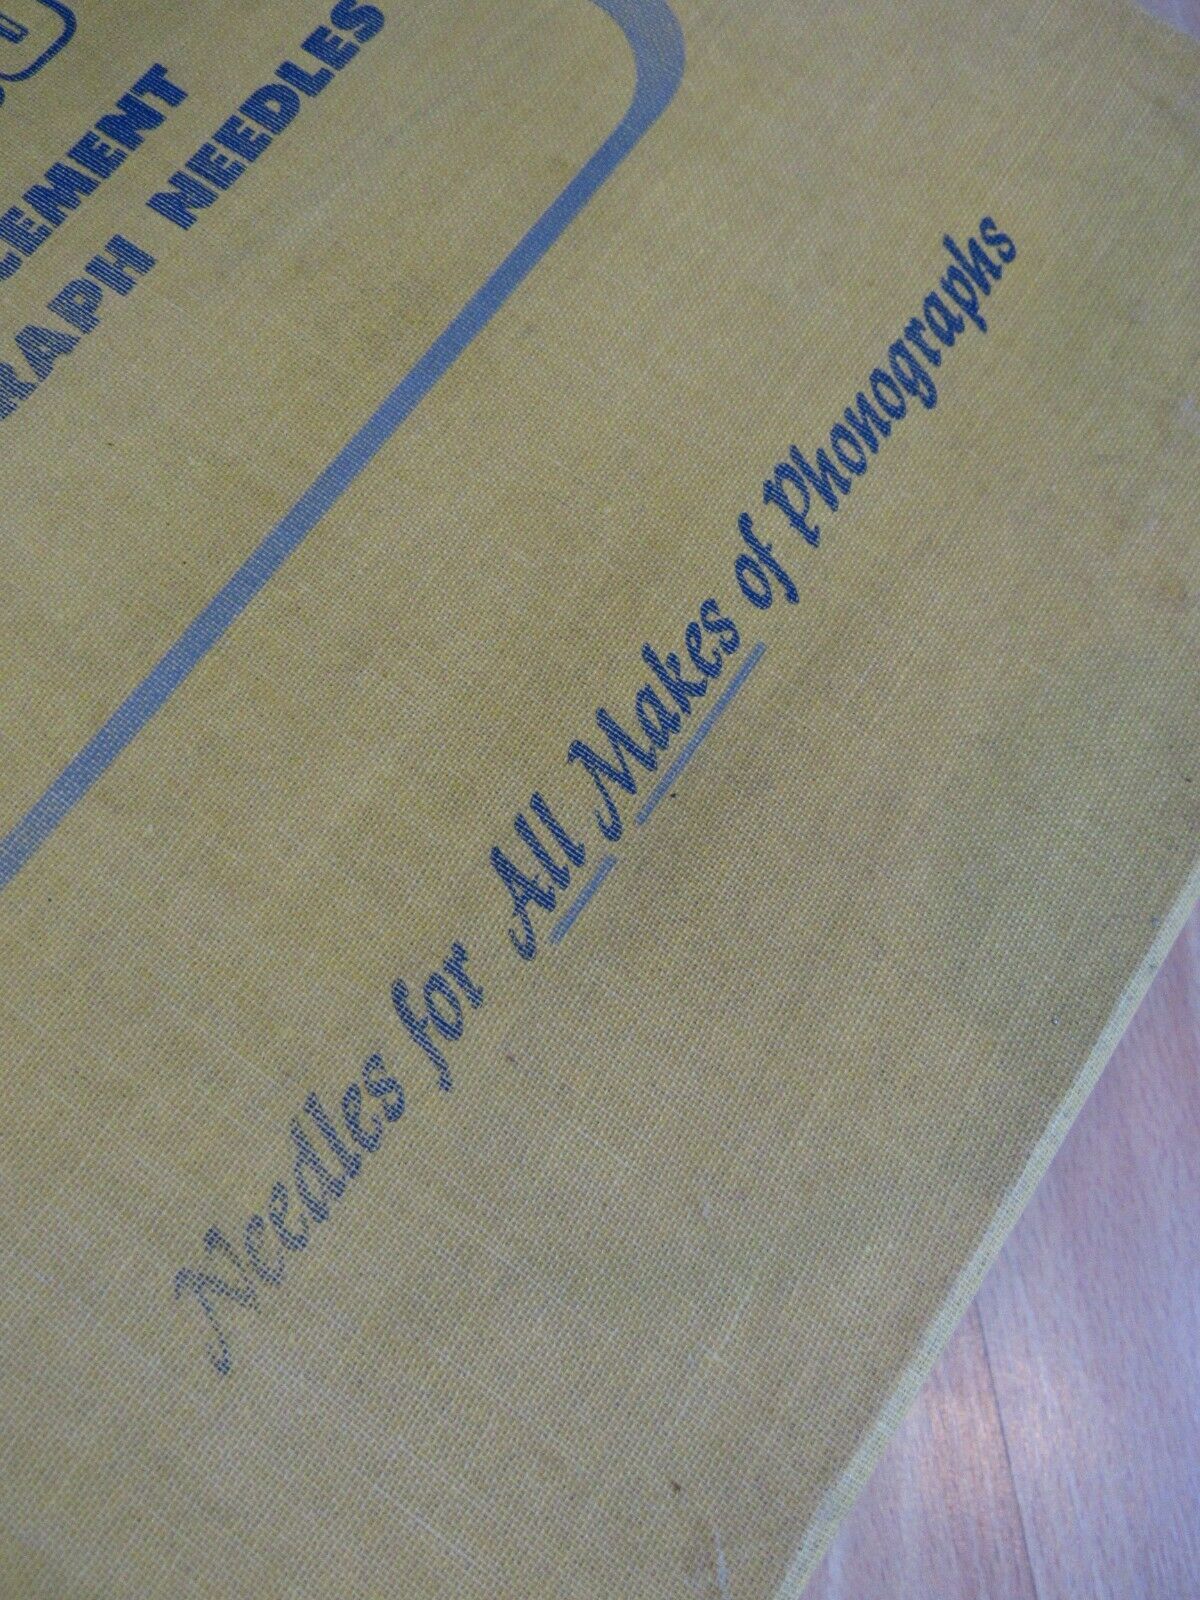 CEMENT
RAPH NEEDLES
Needles for All Makes of Phonographs